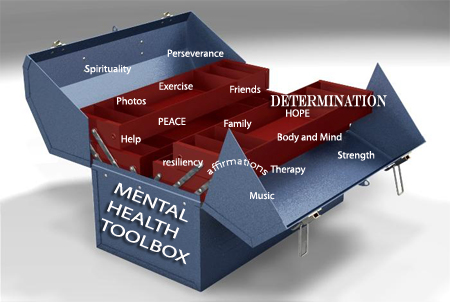 Perseverance
Spirituality
Exercise
Friends
Photos
DETERMINATION
HOPE
PEACE
Family
Help
Body and Mind
resiliency
affirmations
Strength
Therapy
Music
MENTAL
HEALTH
TOOLBOX